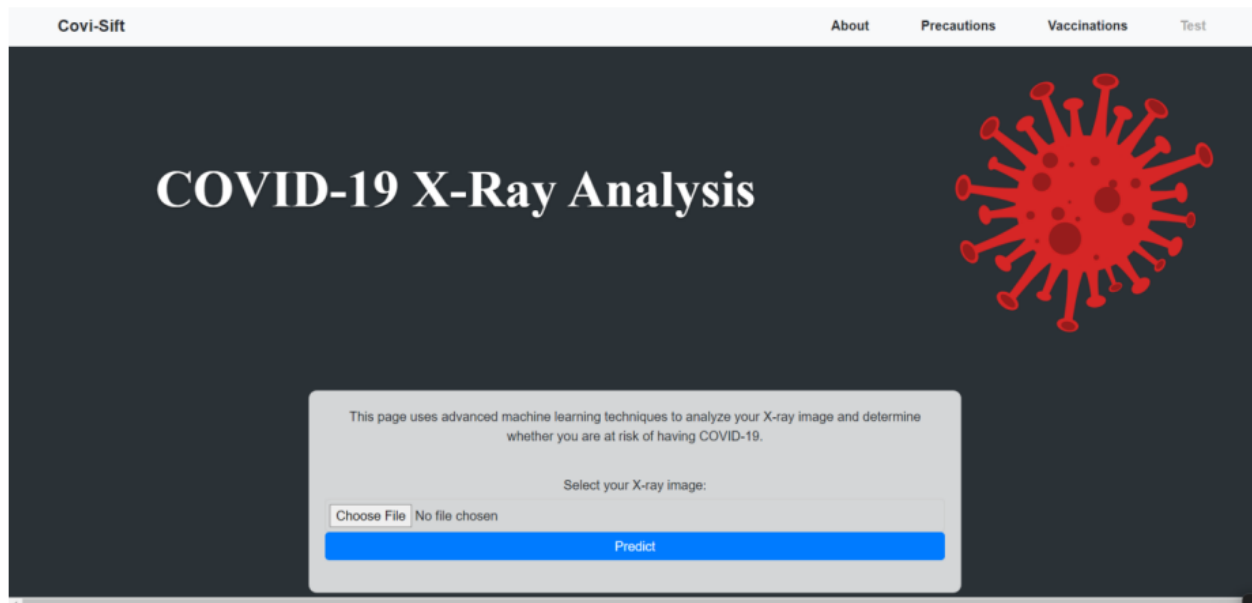 Covi-Sift About Precautions Vaccinations Test
COVID-19 X-Ray Analysis
This page uses advanced machine learning techniques to analyze your X-ray image and determine
whether you are at risk of having COVID-19.
Select your X-ray image:
Choose File No file chosen
Predict